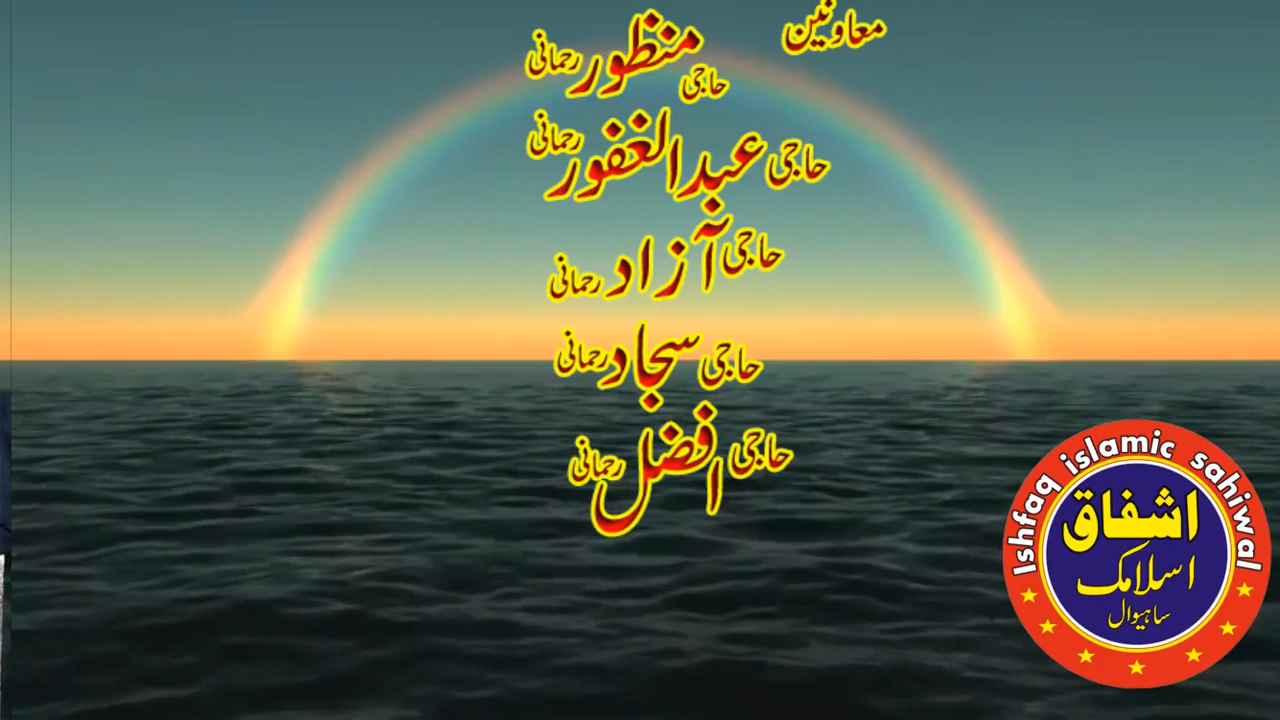 معاونین
حاجی منظور رحمانی
حاجی عبدالغفور رحمانی
حاجی آزاد رحمانی
حاجی سجاد رحمانی
حاجی افضل رحمانی
Ishfaq islamic sahiwal
اشفاق
اسلامک
ساہیوال